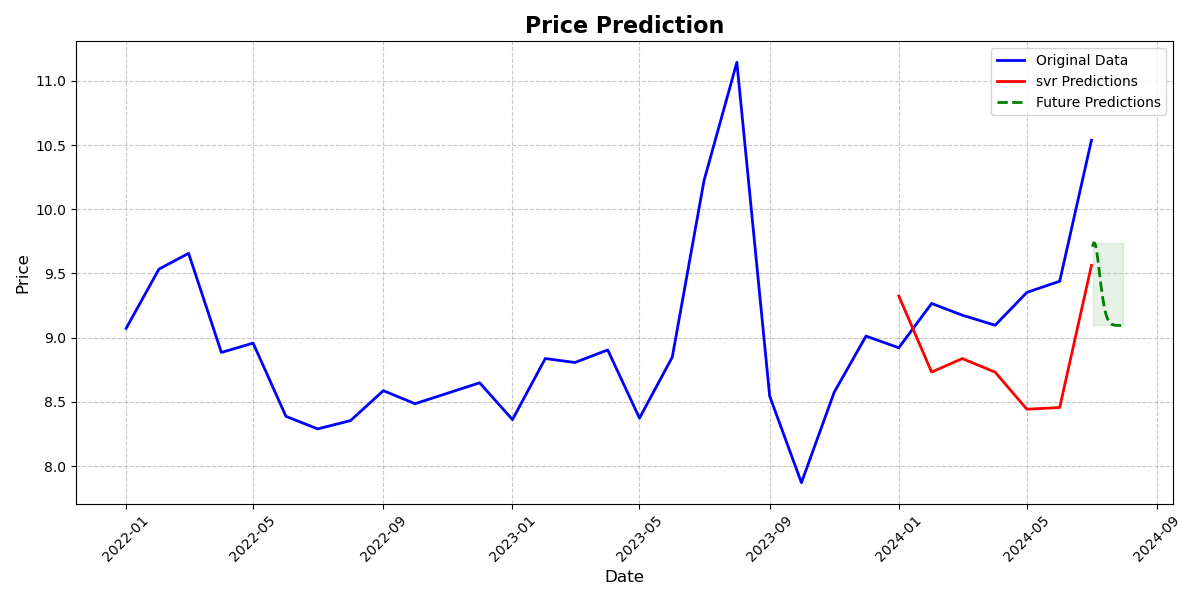 Price Prediction
Original Data
svr Predictions
Future Predictions
Price
11.0
10.5
10.0
9.5
9.0
8.5
8.0
2022-01
2022-05
2022-09
2023-01
2023-05
2023-09
2024-01
2024-05
2024-09
Date